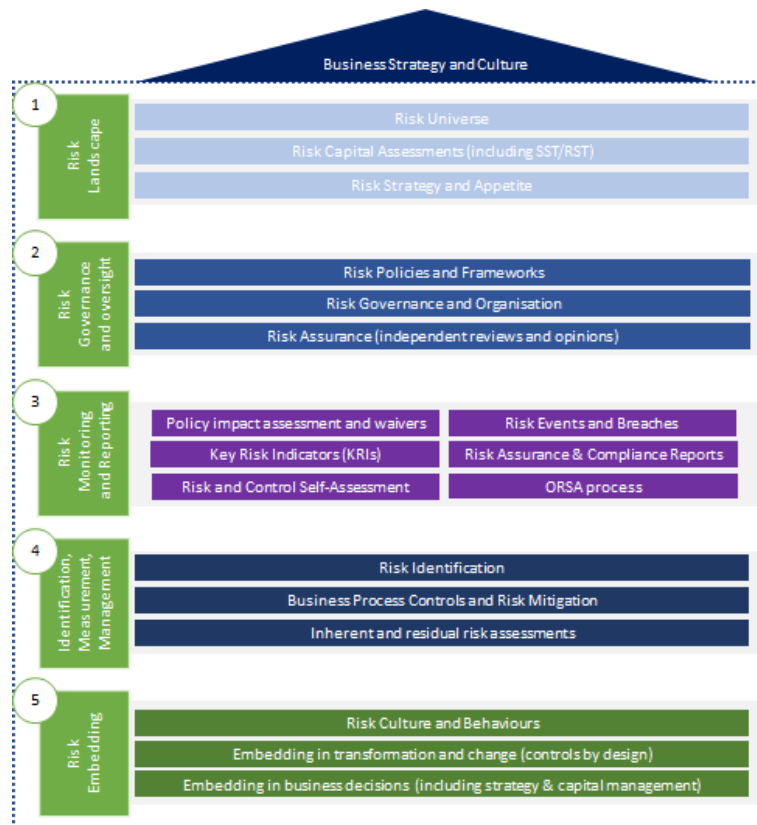 Business Strategy and Culture
1
Risk
Landscape
Risk Universe
Risk Capital Assessments (including SST/RST)
Risk Strategy and Appetite
2
Risk
Governance
and oversight
Risk Policies and Frameworks
Risk Governance and Organisation
Risk Assurance (independent reviews and opinions)
3
Risk
Monitoring
and Reporting
Policy impact assessment and waivers
Risk Events and Breaches
Key Risk Indicators (KRIs)
Risk Assurance & Compliance Reports
Risk and Control Self-Assessment
ORSA process
4
Identification,
Measurement,
Management
Risk Identification
Business Process Controls and Risk Mitigation
Inherent and residual risk assessments
5
Risk
Embedding
Risk Culture and Behaviours
Embedding in transformation and change (controls by design)
Embedding in business decisions (including strategy & capital management)